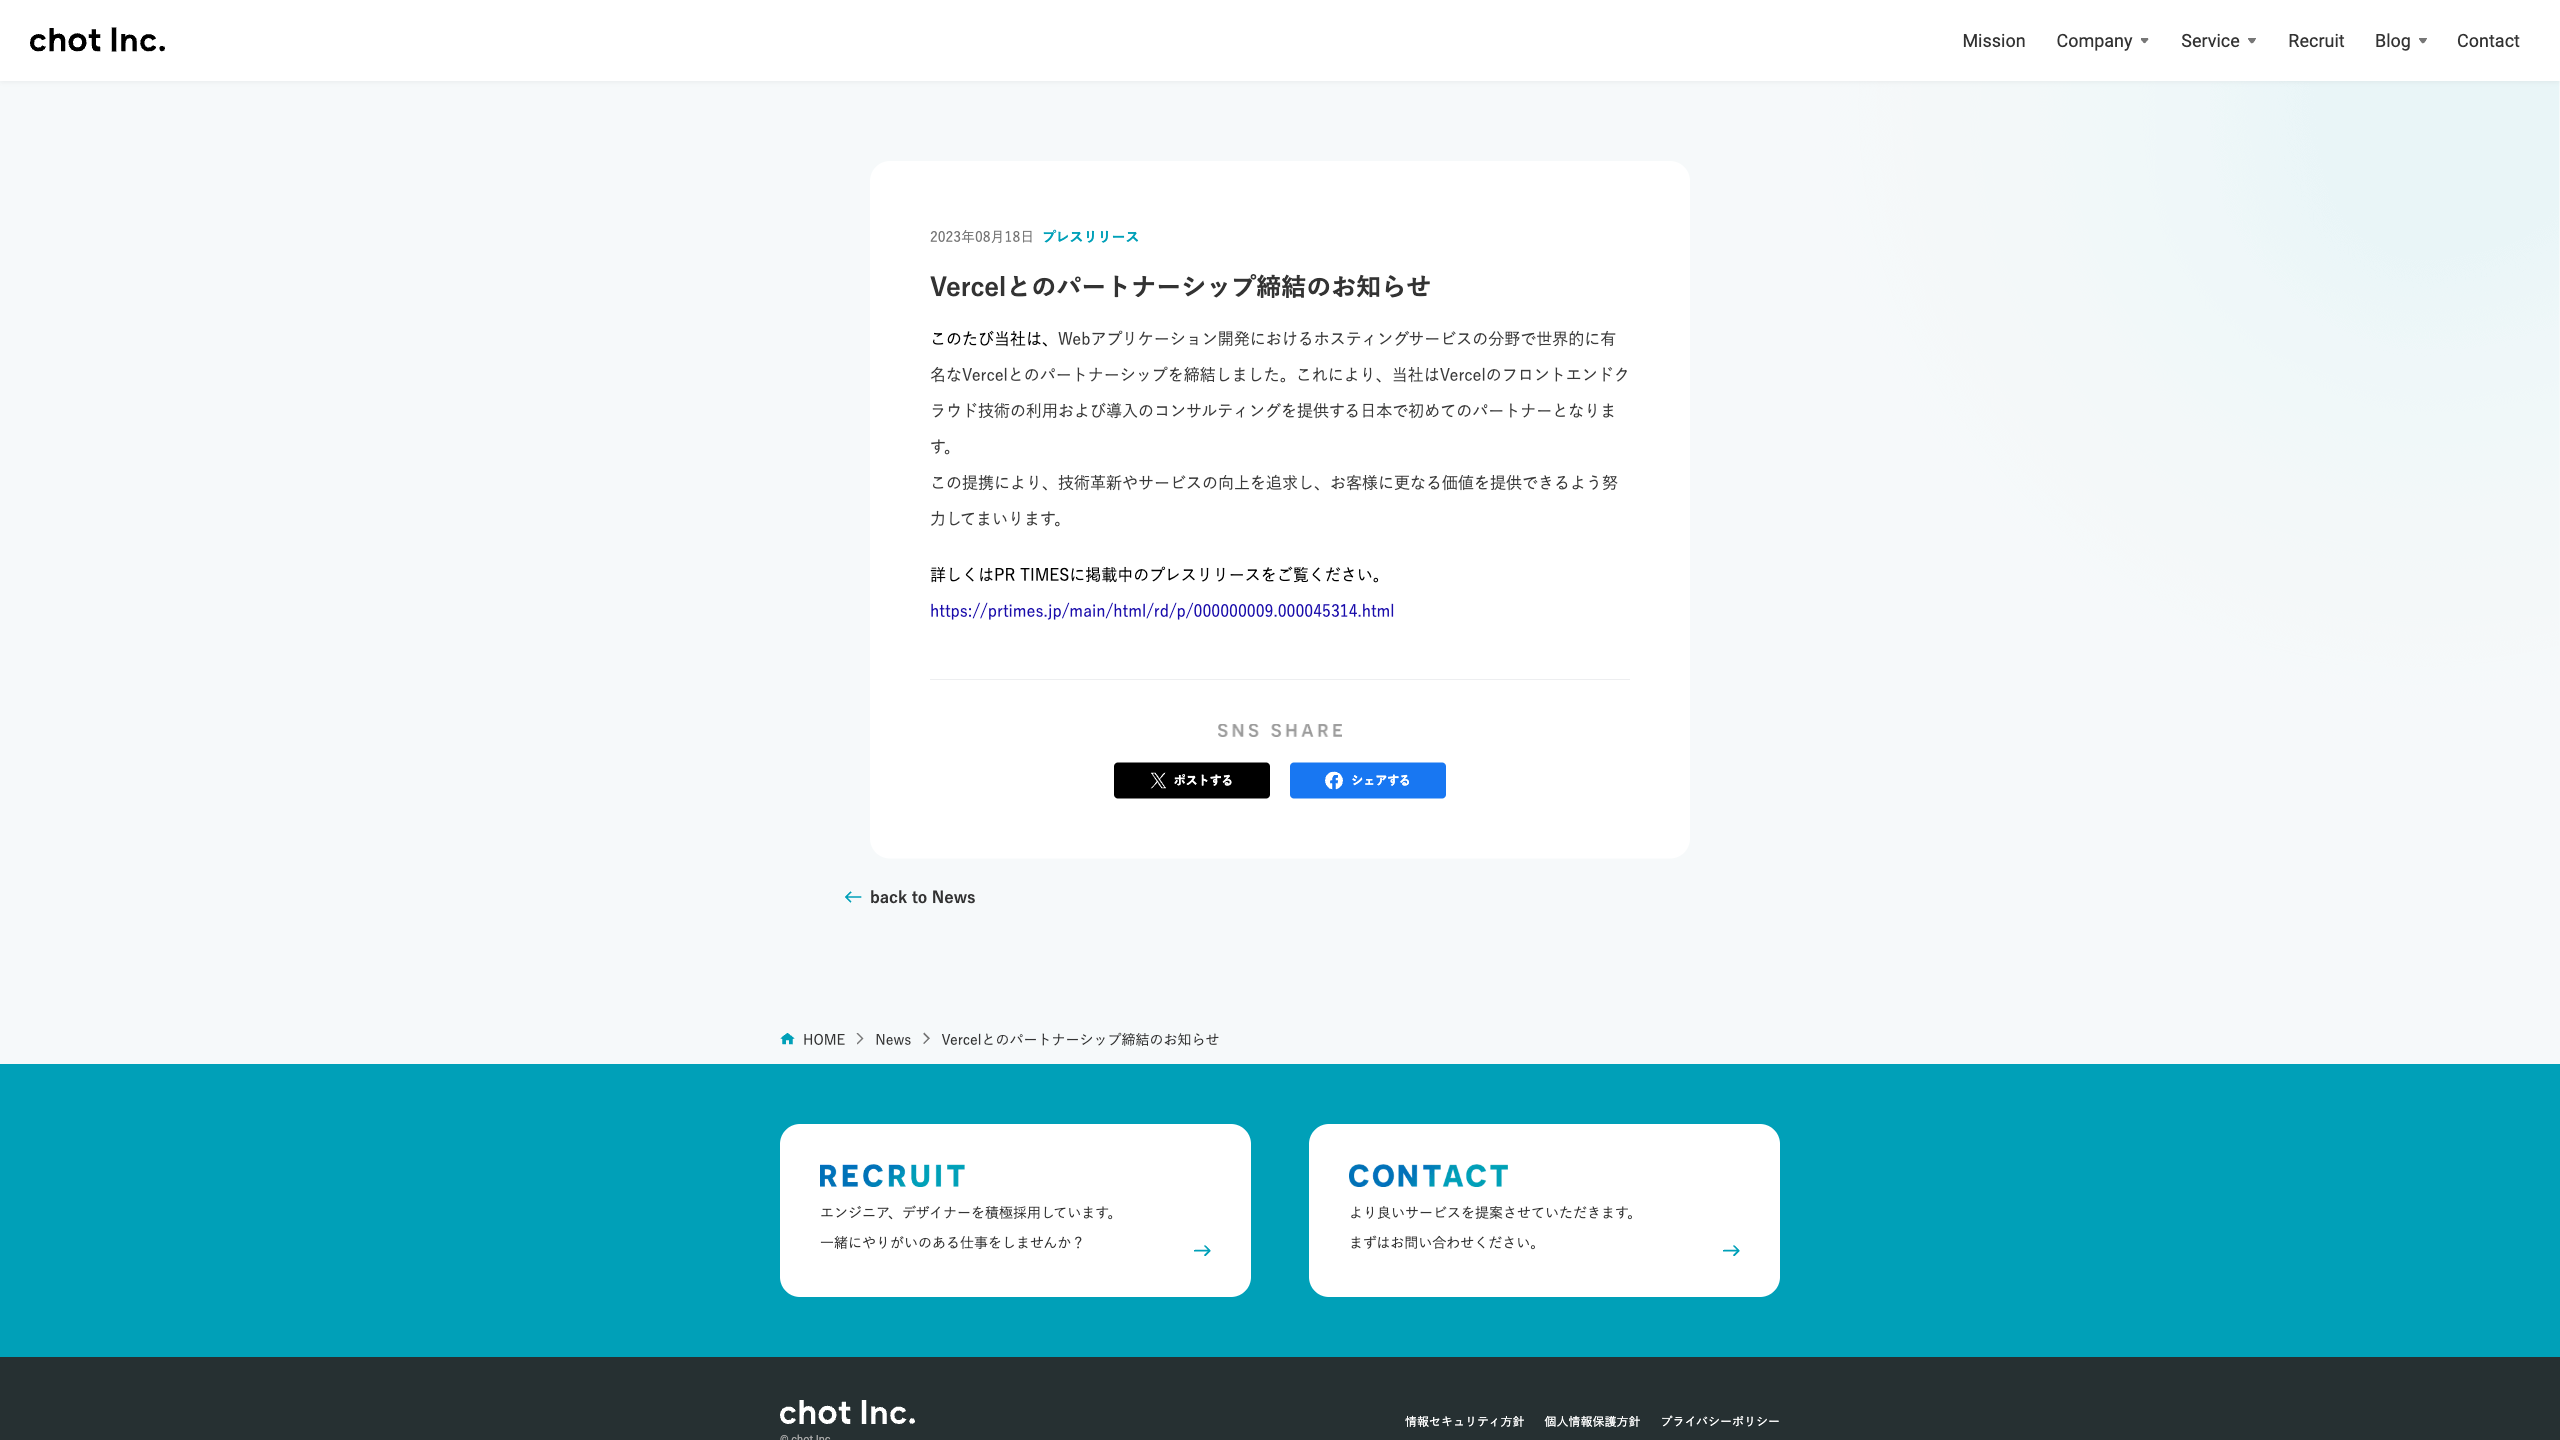 chot Inc.
Mission Company Service Recruit Blog Contact
2023年08月18日 プレスリリース
Vercelとのパートナーシップ締結のお知らせ
このたび当社は、Webアプリケーション開発におけるホスティングサービスの分野で世界的に有
名なVercelとのパートナーシップを締結しました。これにより、当社はVercelのフロントエンドク
ラウド技術の利用および導入のコンサルティングを提供する日本で初めてのパートナーとなりま
す。
この提携により、技術革新やサービスの向上を追求し、お客様に更なる価値を提供できるよう努
力してまいります。
詳しくはPR TIMESに掲載中のプレスリリースをご覧ください。
https://prtimes.jp/main/html/rd/p/000000009.000045314.html
SNS SHARE
ポストする シェアする
back to News
HOME News Vercelとのパートナーシップ締結のお知らせ
RECRUIT
エンジニア、デザイナーを積極採用しています。
一緒にやりがいのある仕事をしませんか？
CONTACT
より良いサービスを提案させていただきます。
まずはお問い合わせください。
chot Inc.
情報セキュリティ方針 個人情報保護方針 プライバシーポリシー
© chot Inc.